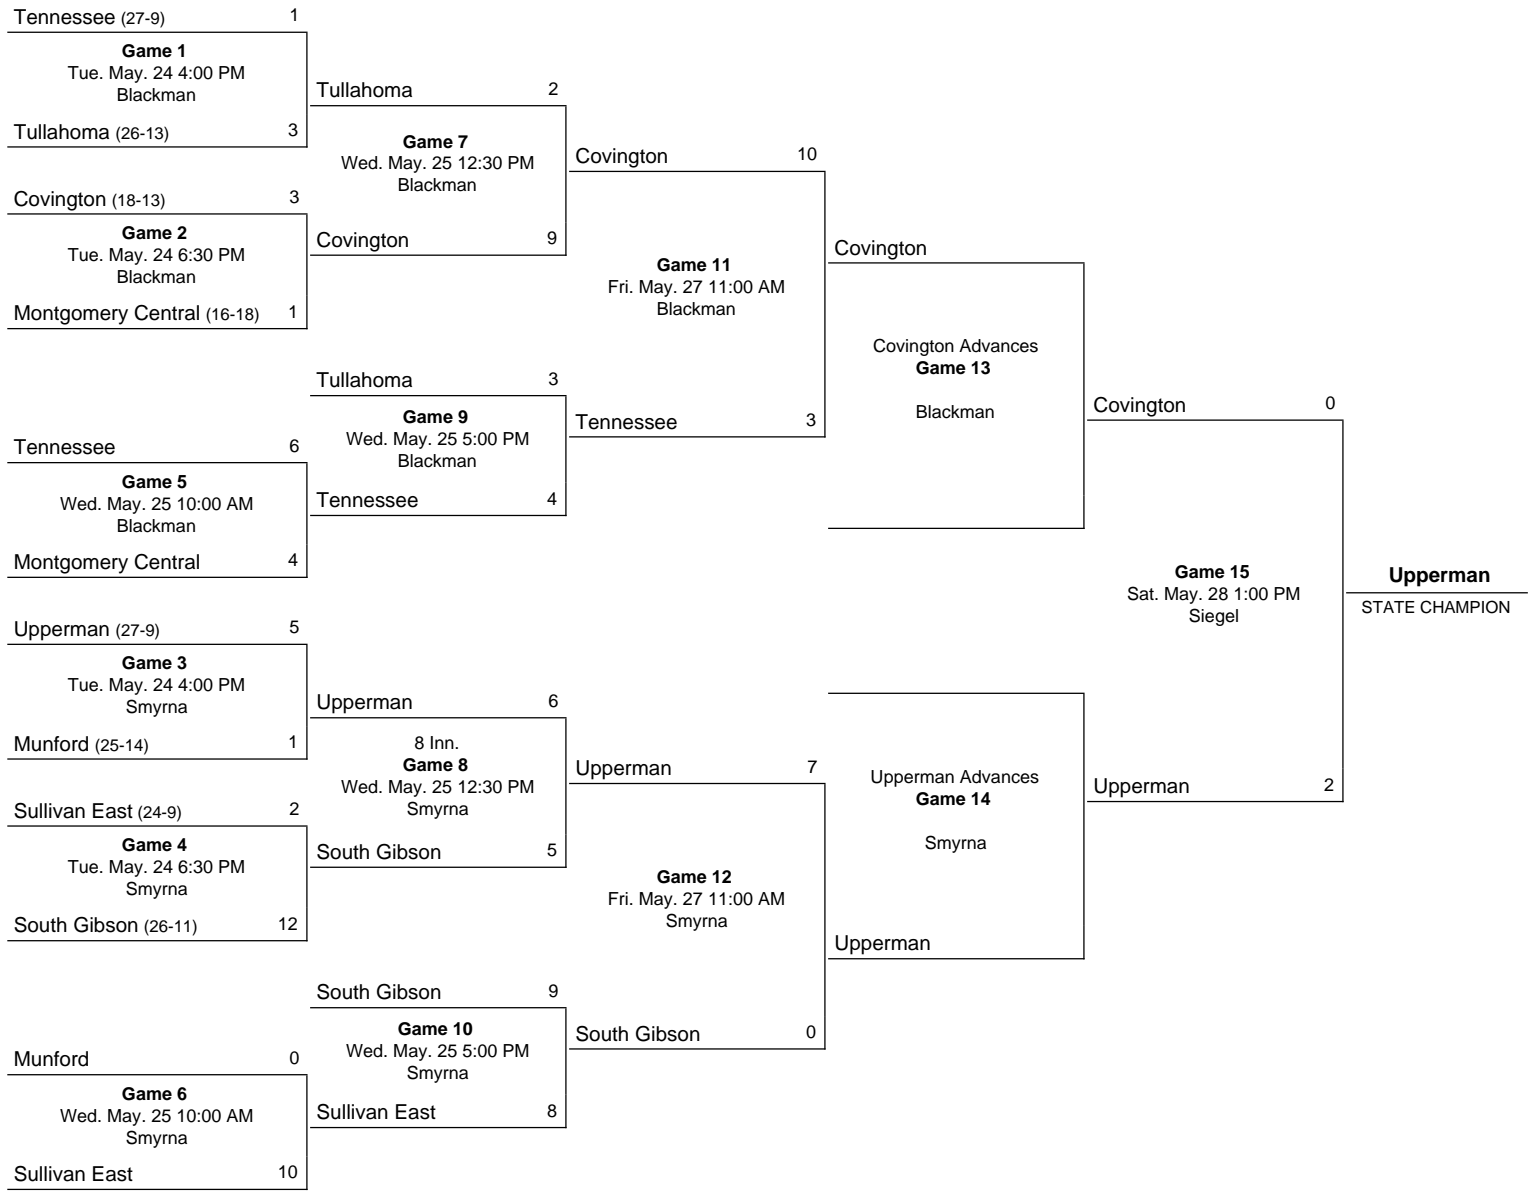 Tennessee (27-9) 1
Game 1
Tue. May. 24 4:00 PM
Blackman
Tullahoma (26-13) 3
Covington (18-13) 3
Game 2
Tue. May. 24 6:30 PM
Blackman
Montgomery Central (16-18) 1
Tennessee 6
Game 5
Wed. May. 25 10:00 AM
Blackman
Montgomery Central 4
Upperman (27-9) 5
Game 3
Tue. May. 24 4:00 PM
Smyrna
Munford (25-14) 1
Sullivan East (24-9) 2
Game 4
Tue. May. 24 6:30 PM
Smyrna
South Gibson (26-11) 12
Munford 0
Game 6
Wed. May. 25 10:00 AM
Smyrna
Sullivan East 10
Tullahoma 2
Game 7
Wed. May. 25 12:30 PM
Blackman
Covington 9
Tullahoma 3
Game 9
Wed. May. 25 5:00 PM
Blackman
Tennessee 4
Upperman 6
8 Inn.
Game 8
Wed. May. 25 12:30 PM
Smyrna
South Gibson 5
South Gibson 9
Game 10
Wed. May. 25 5:00 PM
Smyrna
Sullivan East 8
Covington 10
Game 11
Fri. May. 27 11:00 AM
Blackman
Tennessee 3
Upperman 7
Game 12
Fri. May. 27 11:00 AM
Smyrna
South Gibson 0
Covington
Covington Advances
Game 13
Blackman
Upperman Advances
Game 14
Smyrna
Upperman
Covington 0
Game 15
Sat. May. 28 1:00 PM
Siegel
Upperman 2
Upperman
STATE CHAMPION